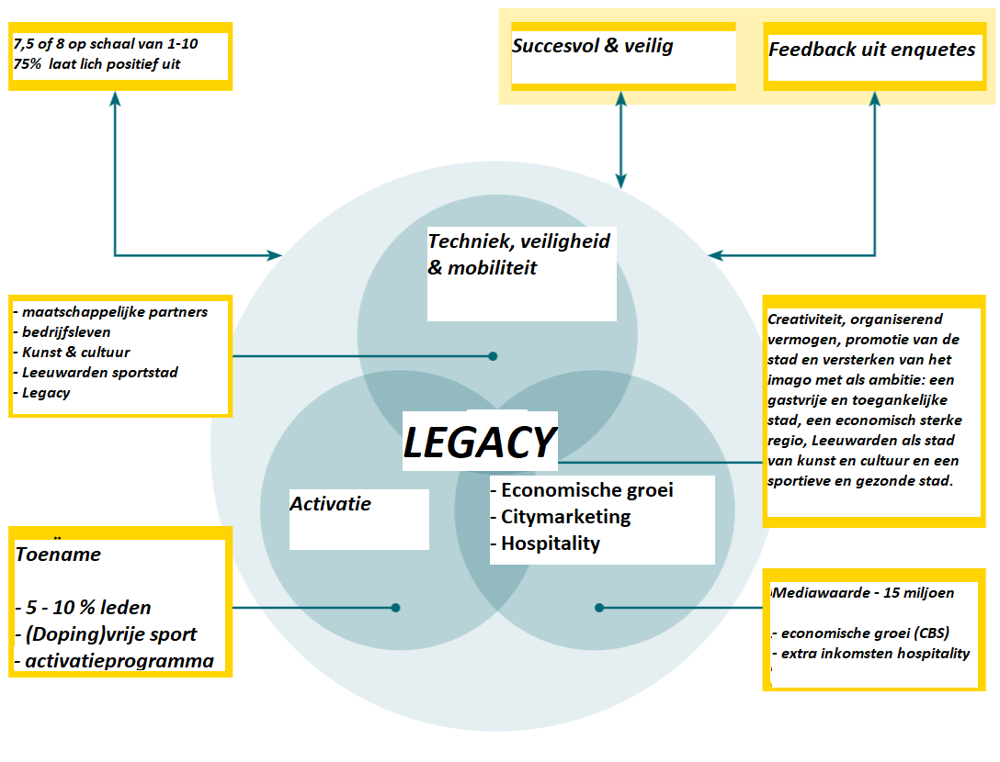 7,5 of 8 op schaal van 1-10
75% laat lich positief uit
Succesvol & veilig
Feedback uit enquetes
Techniek, veiligheid
& mobiliteit
- maatschappelijke partners
- bedrijfsleven
- Kunst & cultuur
- Leeuwarden sportstad
- Legacy
Creativiteit, organiserend
vermogen, promotie van de
stad en versterken van het
imago met als ambitie: een
gastvrije en toegankelijke
stad, een economisch sterke
regio, Leeuwarden als stad
van kunst en cultuur en een
sportieve en gezonde stad.
LEGACY
Activatie
- Economische groei
- Citymarketing
- Hospitality
Toename
- 5 - 10 % leden
- (Doping)vrije sport
- activatieprogramma
Mediawaarde - 15 miljoen
- economische groei (CBS)
- extra inkomsten hospitality